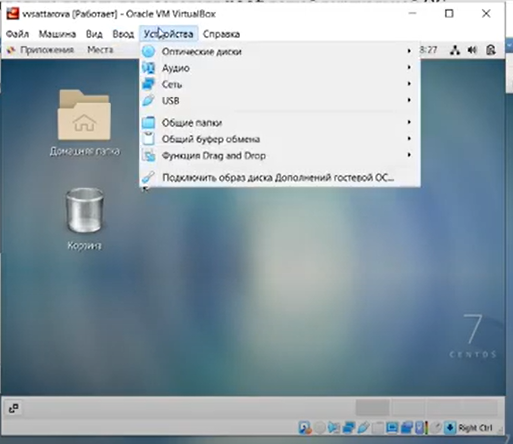 vvsattarova [Работает] - Oracle VM VirtualBox
Файл Машина Вид Ввод Устройства Справка
Приложения Места 8:27
Оптические диски
Аудио
Сеть
USB
Общие папки
Общий буфер обмена
Функция Drag and Drop
Подключить образ диска Дополнений гостевой ОС...
Домашняя папка
Корзина
7
CENTOS
Right Ctrl